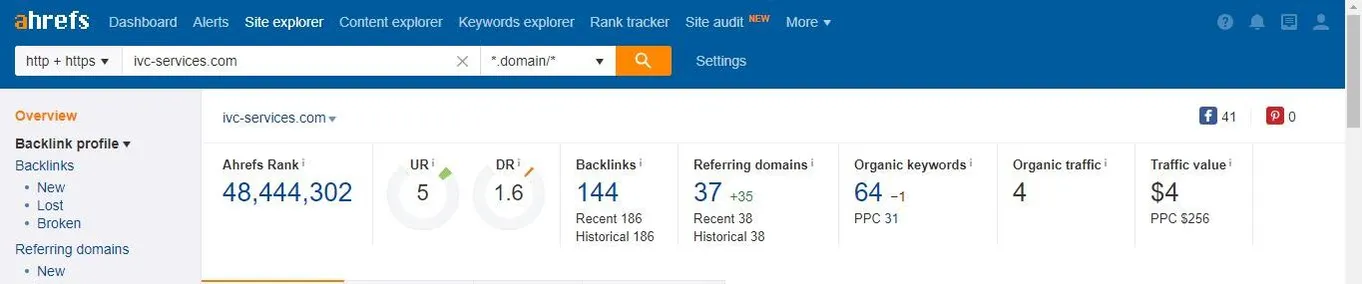 ahrefs Dashboard Alerts Site explorer Content explorer Keywords explorer Rank tracker Site audit NEW More
http + https ivc-services.com *.domain/* Settings
Overview
Backlink profile
Backlinks
New
Lost
Broken
Referring domains
New
ivc-services.com 41 0
Ahrefs Rank
48,444,302
UR
5
DR
1.6
Backlinks
144
Recent 186
Historical 186
Referring domains
37 +35
Recent 38
Historical 38
Organic keywords
64 −1
PPC 31
Organic traffic
4
Traffic value
$4
PPC $256